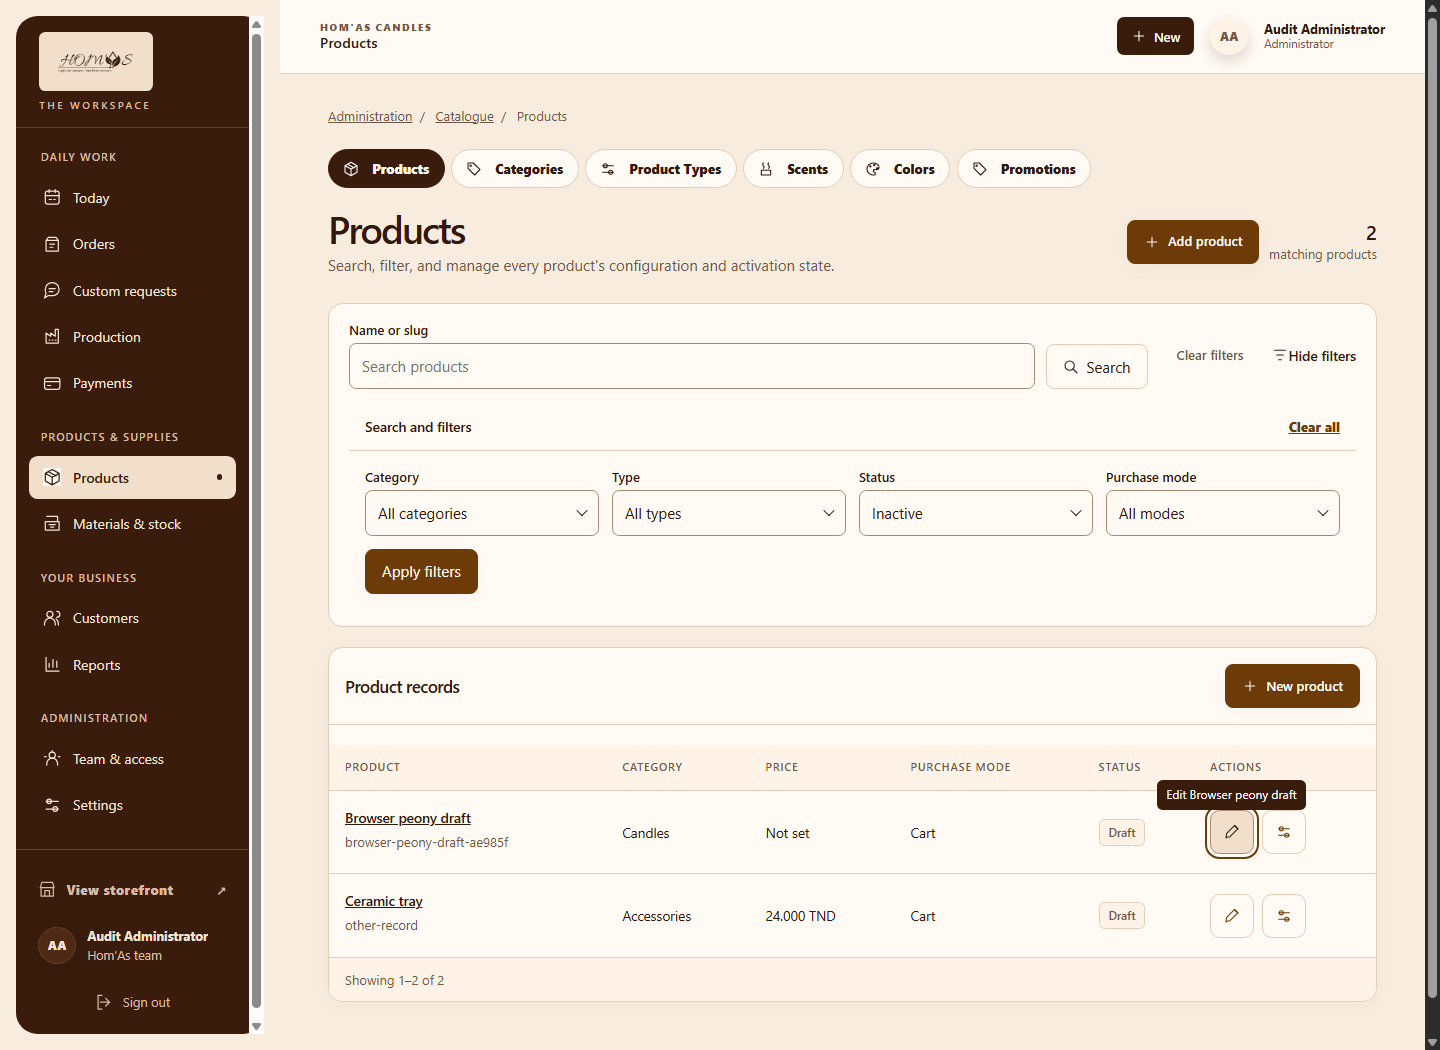 HOM'AS
THE WORKSPACE
DAILY WORK
Today
Orders
Custom requests
Production
Payments
PRODUCTS & SUPPLIES
Products
Materials & stock
YOUR BUSINESS
Customers
Reports
ADMINISTRATION
Team & access
Settings
View storefront
AA
Audit Administrator
Hom'As team
Sign out
HOM'AS CANDLES
Products
New
AA
Audit Administrator
Administrator
Administration / Catalogue / Products
Products Categories Product Types Scents Colors Promotions
Products
Search, filter, and manage every product's configuration and activation state.
Add product
2
matching products
Name or slug
Search products
Search
Clear filters
Hide filters
Search and filters
Clear all
Category Type Status Purchase mode
All categories All types Inactive All modes
Apply filters
Product records
New product
PRODUCT CATEGORY PRICE PURCHASE MODE STATUS ACTIONS
Edit Browser peony draft
Browser peony draft
browser-peony-draft-ae985f
Candles Not set Cart Draft
Ceramic tray
other-record
Accessories 24.000 TND Cart Draft
Showing 1–2 of 2